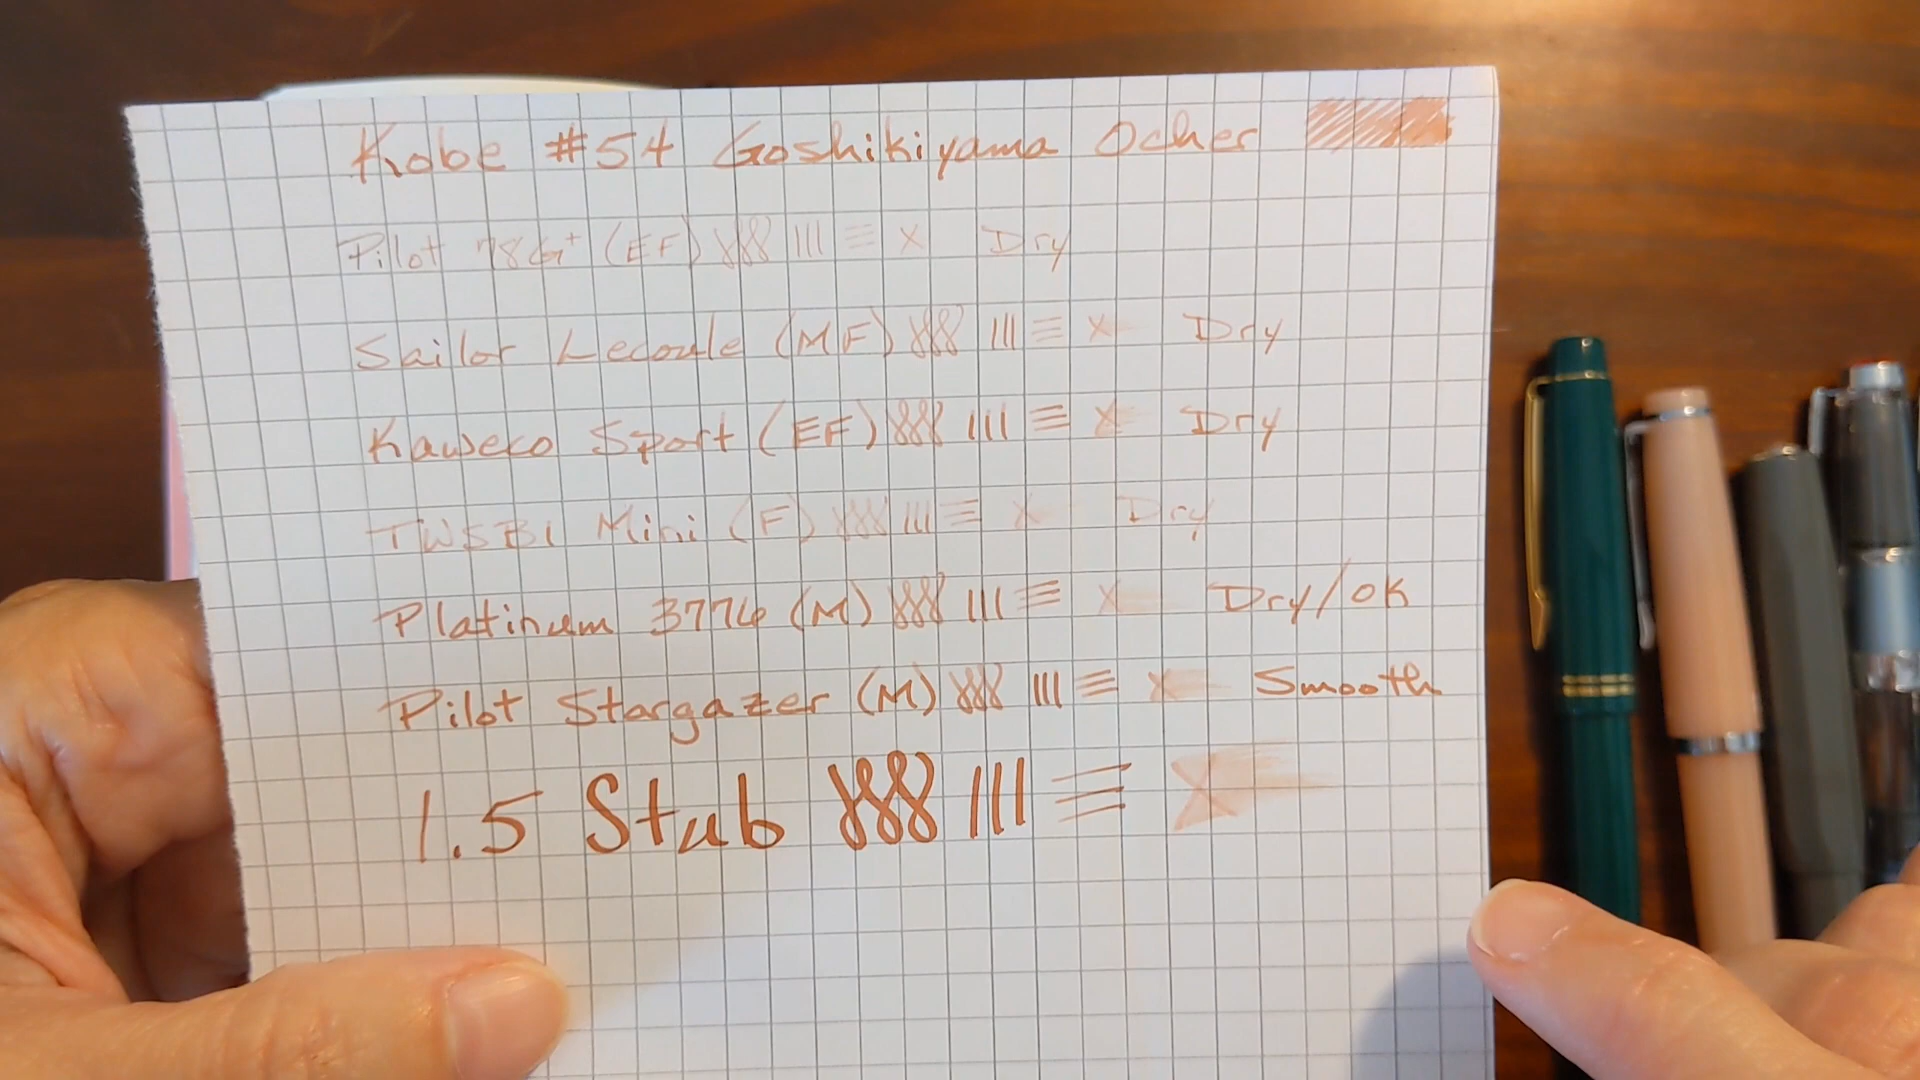 Kobe #54 Goshikiyama Ocher
Pilot 78G+ (EF) X Dry
Sailor Lecoule (MF) X Dry
Kaweco Sport (EF) X Dry
TWSBI Mini (F) X Dry
Platinum 3776 (M) X Dry/OK
Pilot Stargazer (M) X Smooth
1.5 Stub X